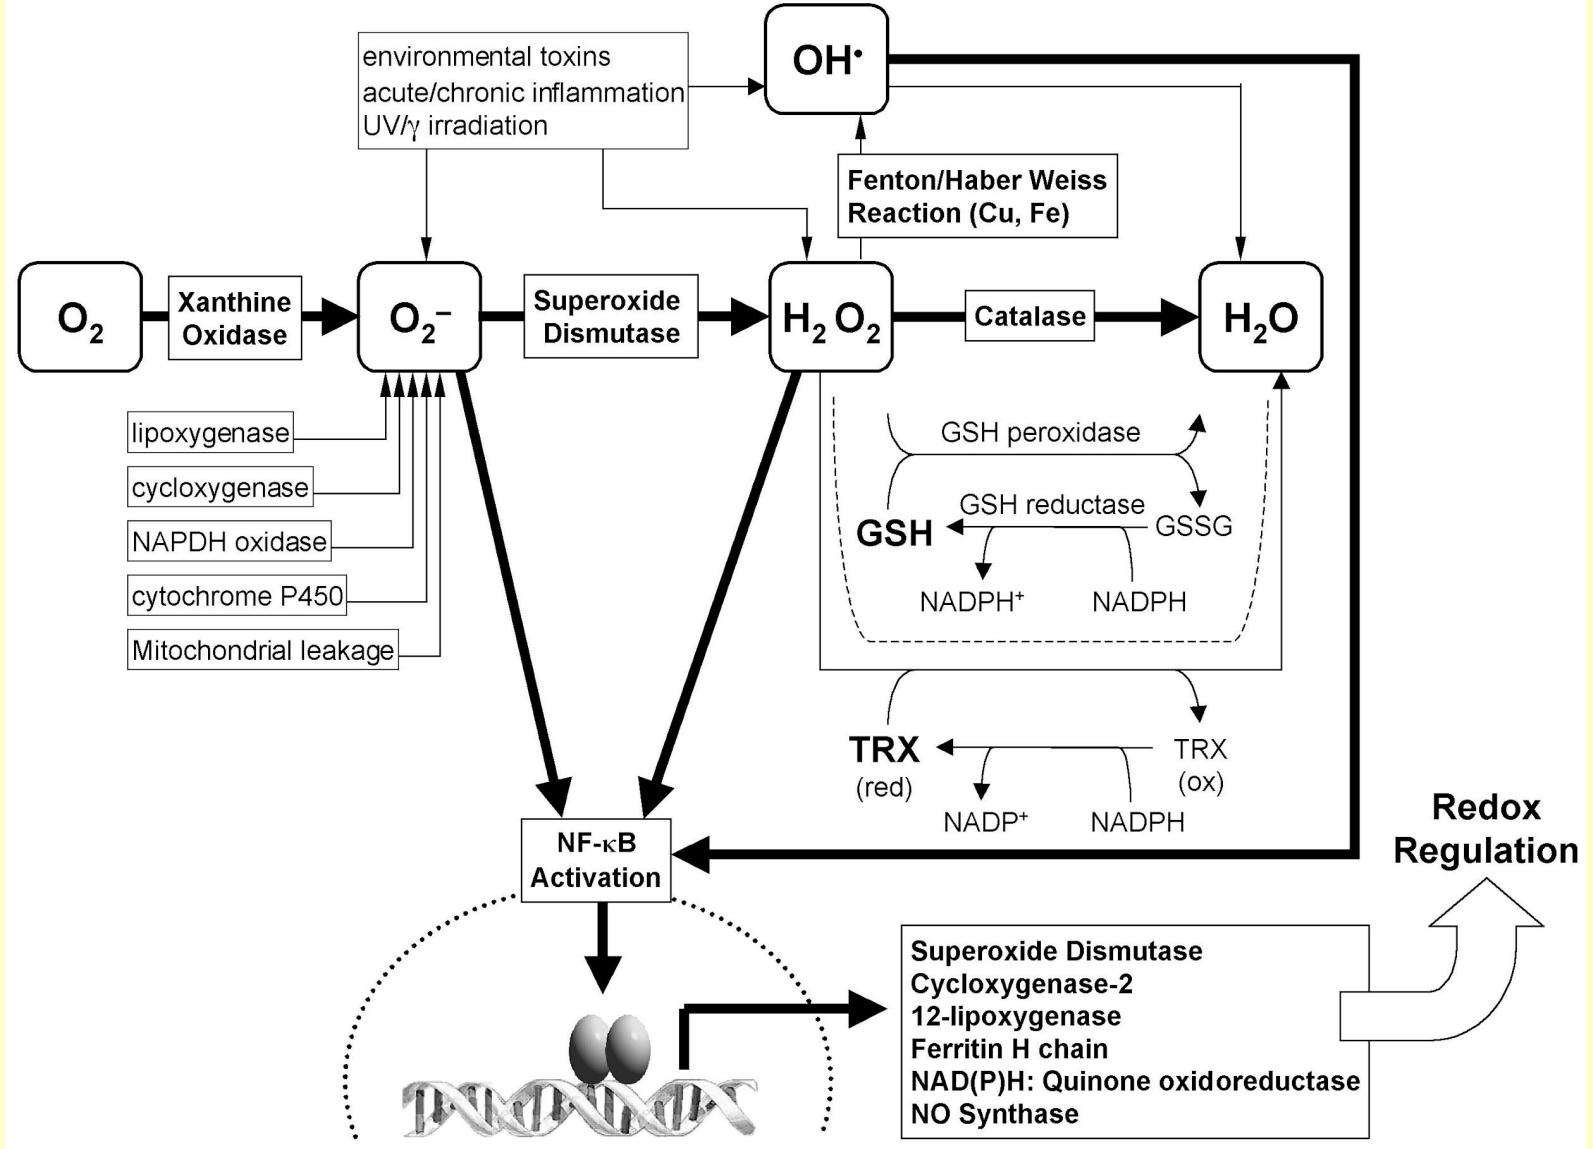 environmental toxins
acute/chronic inflammation
UV/γ irradiation
OH•
Fenton/Haber Weiss
Reaction (Cu, Fe)
O₂
Xanthine
Oxidase
O₂⁻
Superoxide
Dismutase
H₂ O₂
Catalase
H₂O
lipoxygenase
cycloxygenase
NAPDH oxidase
cytochrome P450
Mitochondrial leakage
GSH peroxidase
GSH reductase
GSH
GSSG
NADPH⁺
NADPH
TRX
(red)
TRX
(ox)
NADP⁺
NADPH
NF-κB
Activation
Redox
Regulation
Superoxide Dismutase
Cycloxygenase-2
12-lipoxygenase
Ferritin H chain
NAD(P)H: Quinone oxidoreductase
NO Synthase